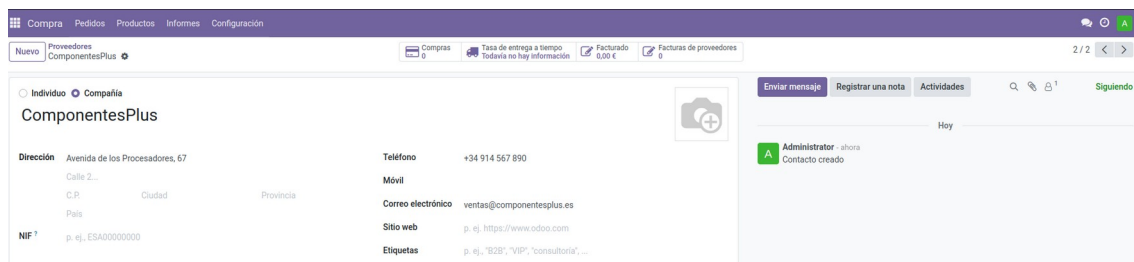 Compra Pedidos Productos Informes Configuración A
Nuevo Proveedores
ComponentesPlus
Compras
0
Tasa de entrega a tiempo
Todavía no hay información
Facturado
0,00 €
Facturas de proveedores
0
2 / 2
Individuo Compañía
ComponentesPlus
Dirección Avenida de los Procesadores, 67
Calle 2...
C.P. Ciudad Provincia
País
NIF ? p. ej., ESA00000000
Teléfono +34 914 567 890
Móvil
Correo electrónico ventas@componentesplus.es
Sitio web p. ej. https://www.odoo.com
Etiquetas p. ej., "B2B", "VIP", "consultoría", ...
Enviar mensaje Registrar una nota Actividades 1 Siguiendo
Hoy
A Administrator - ahora
Contacto creado